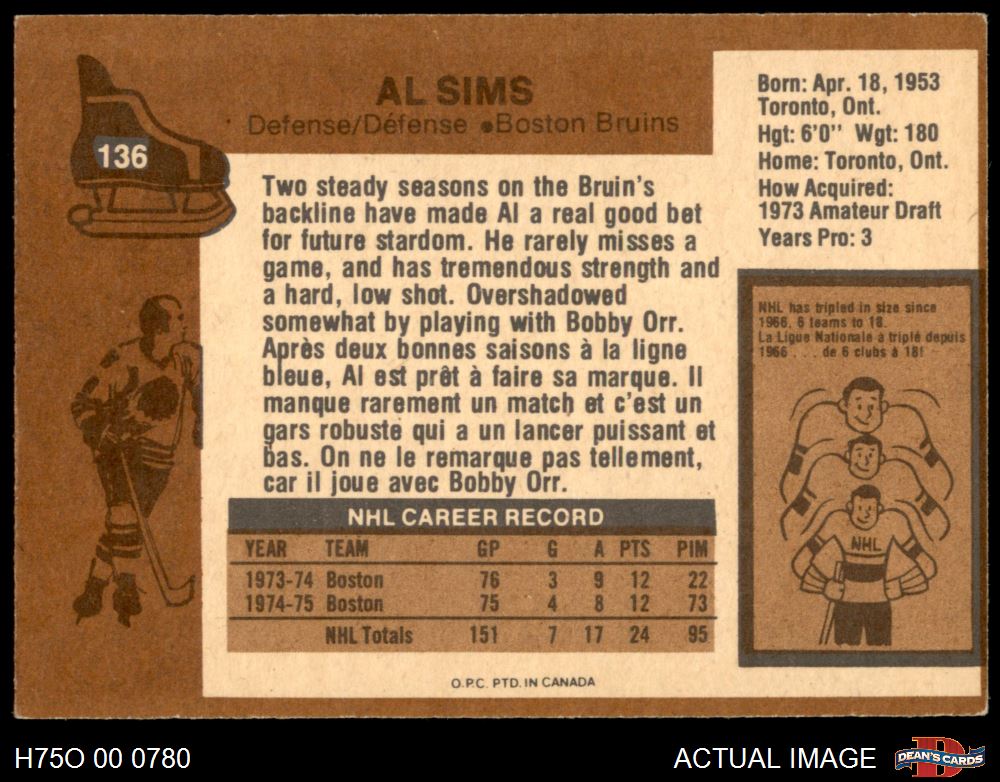 136
AL SIMS
Defense/Défense ●Boston Bruins
Two steady seasons on the Bruin's
backline have made Al a real good bet
for future stardom. He rarely misses a
game, and has tremendous strength and
a hard, low shot. Overshadowed
somewhat by playing with Bobby Orr.
Après deux bonnes saisons à la ligne
bleue, Al est prêt à faire sa marque. Il
manque rarement un match et c'est un
gars robuste qui a un lancer puissant et
bas. On ne le remarque pas tellement,
car il joue avec Bobby Orr.
Born: Apr. 18, 1953
Toronto, Ont.
Hgt: 6'0'' Wgt: 180
Home: Toronto, Ont.
How Acquired:
1973 Amateur Draft
Years Pro: 3
NHL has tripled in size since
1966, 6 teams to 18.
La Ligue Nationale a triplé depuis
1966 . . . de 6 clubs à 18!
NHL
NHL CAREER RECORD
YEAR TEAM GP G A PTS PIM
1973-74 Boston 76 3 9 12 22
1974-75 Boston 75 4 8 12 73
NHL Totals 151 7 17 24 95
O.P.C. PTD. IN CANADA
H75O 00 0780
ACTUAL IMAGE
D
DEAN'S CARDS